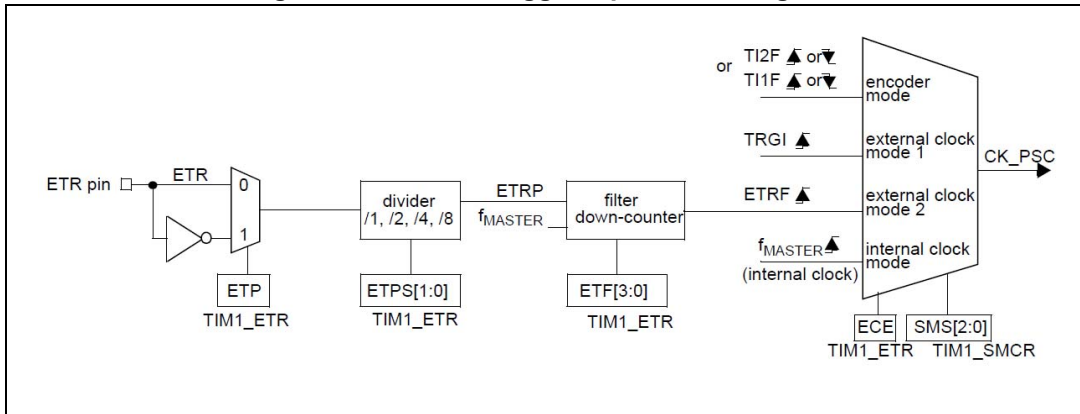 or TI2F or
TI1F or
encoder
mode
TRGI
external clock
mode 1
CK_PSC
ETR pin
ETR
0
1
divider
/1, /2, /4, /8
ETRP
fMASTER
filter
down-counter
ETRF
external clock
mode 2
fMASTER
(internal clock)
internal clock
mode
ETP
TIM1_ETR
ETPS[1:0]
TIM1_ETR
ETF[3:0]
TIM1_ETR
ECE
TIM1_ETR
SMS[2:0]
TIM1_SMCR